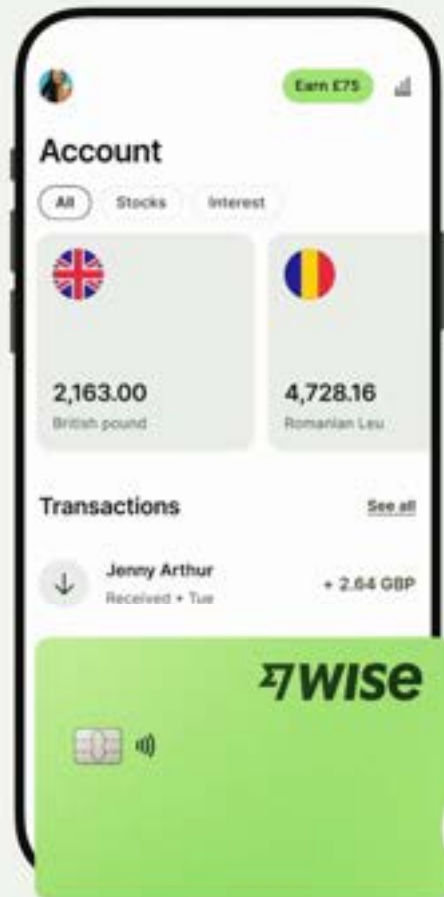 Earn £75
Account
All Stocks Interest
2,163.00 4,728.16
British pound Romanian Leu
Transactions See all
Jenny Arthur + 2.64 GBP
Received • Tue
WISE